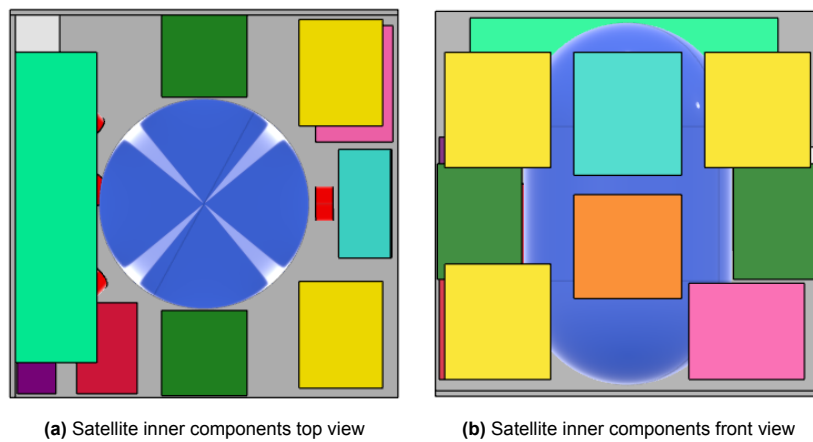 (a) Satellite inner components top view
(b) Satellite inner components front view